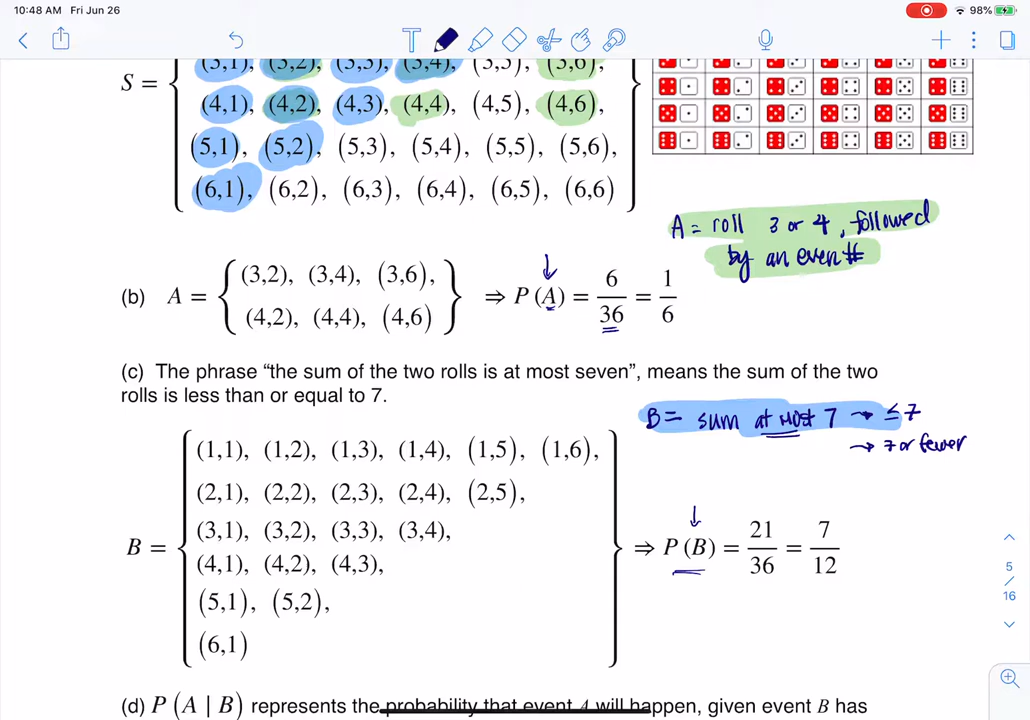 10:48 AM Fri Jun 26
98%
T
(3,1), (3,2), (3,3), (3,4), (3,5), (3,6),
S =
(4,1), (4,2), (4,3), (4,4), (4,5), (4,6),
(5,1), (5,2), (5,3), (5,4), (5,5), (5,6),
(6,1), (6,2), (6,3), (6,4), (6,5), (6,6)
A = roll 3 or 4, followed
by an even #
(b) A = { (3,2), (3,4), (3,6), (4,2), (4,4), (4,6) } ⇒ P (A) = 6/36 = 1/6
(c) The phrase “the sum of the two rolls is at most seven”, means the sum of the two
rolls is less than or equal to 7.
B = sum at most 7 → ≤ 7
→ 7 or fewer
(1,1), (1,2), (1,3), (1,4), (1,5), (1,6),
(2,1), (2,2), (2,3), (2,4), (2,5),
(3,1), (3,2), (3,3), (3,4),
B = ⇒ P (B) = 21/36 = 7/12
(4,1), (4,2), (4,3),
(5,1), (5,2),
(6,1)
5
/
16
(d) P (A | B) represents the probability that event A will happen, given event B has